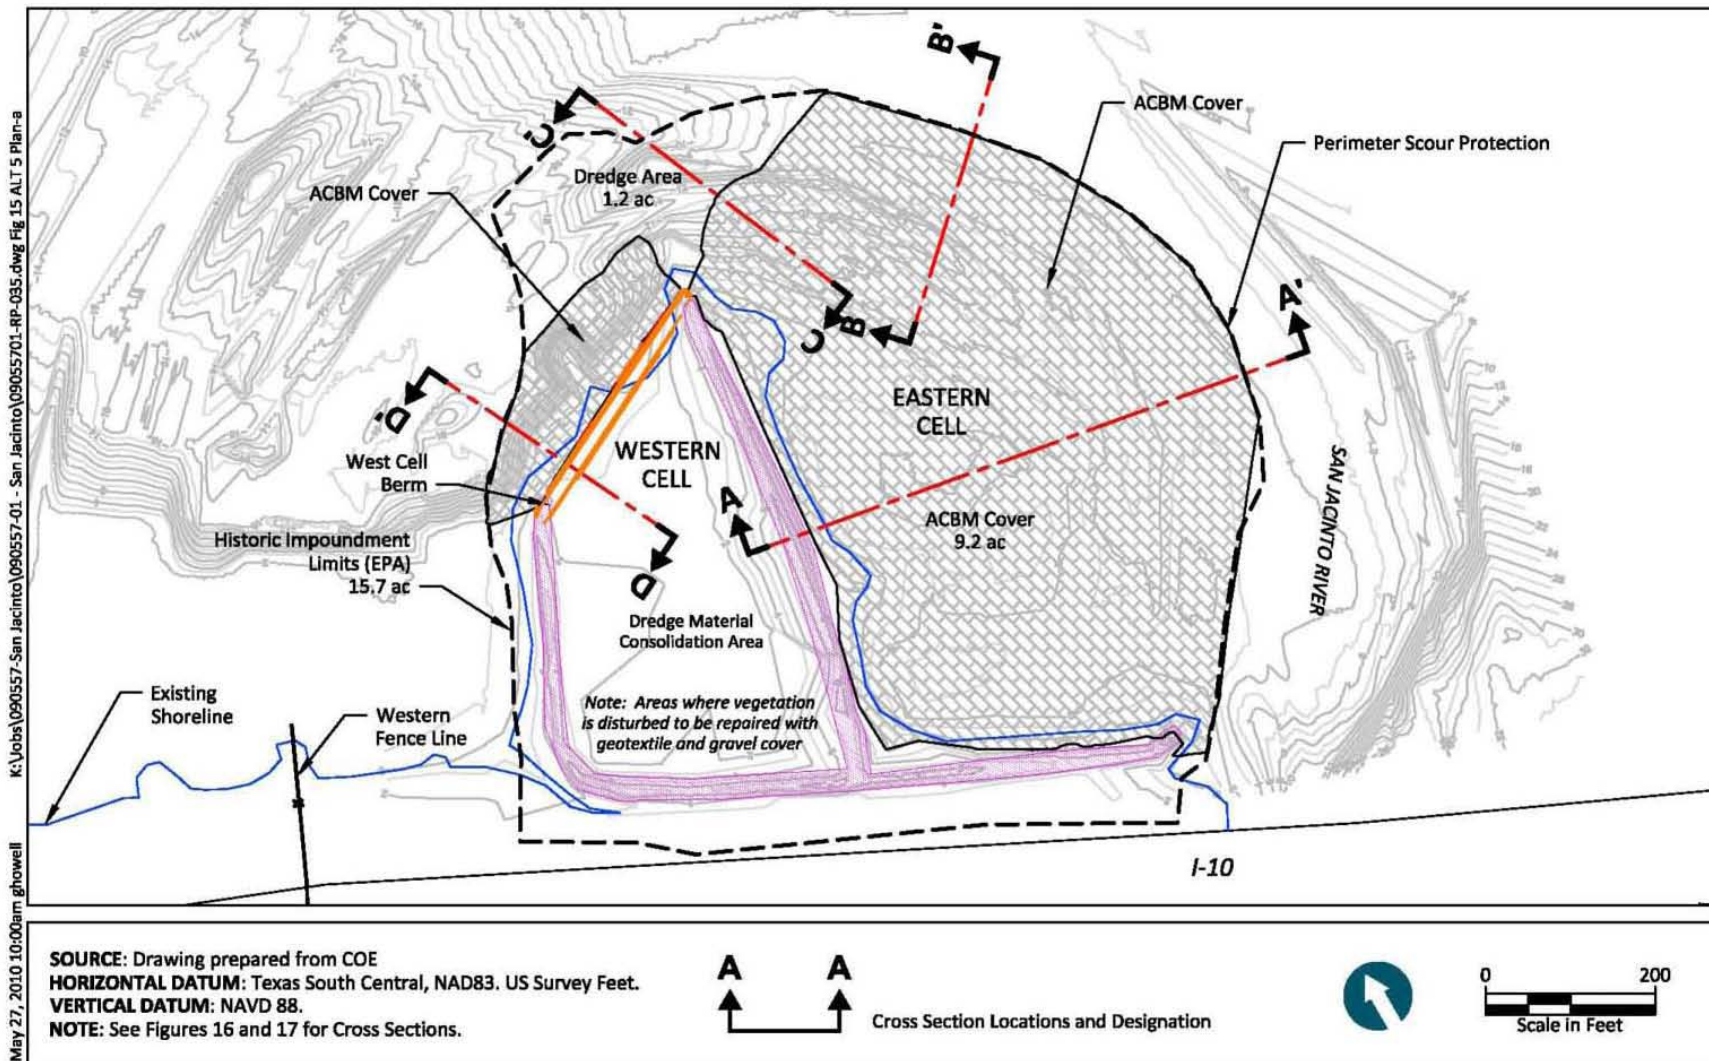 K:\Jobs\090557-San Jacinto\090557-01 - San Jacinto\09055701-RP-035.dwg Fig 15 ALT 5 Plan-a
May 27, 2010 10:00am ghowell
B'
ACBM Cover
C'
Perimeter Scour Protection
Dredge Area
1.2 ac
ACBM Cover
A'
B
C
EASTERN
CELL
D'
WESTERN
CELL
West Cell
Berm
A
ACBM Cover
9.2 ac
SAN JACINTO RIVER
Historic Impoundment
Limits (EPA)
15.7 ac
D
Dredge Material
Consolidation Area
Existing
Shoreline
Western
Fence Line
Note: Areas where vegetation
is disturbed to be repaired with
geotextile and gravel cover
I-10
SOURCE: Drawing prepared from COE
HORIZONTAL DATUM: Texas South Central, NAD83. US Survey Feet.
VERTICAL DATUM: NAVD 88.
NOTE: See Figures 16 and 17 for Cross Sections.
A A
Cross Section Locations and Designation
0 200
Scale in Feet